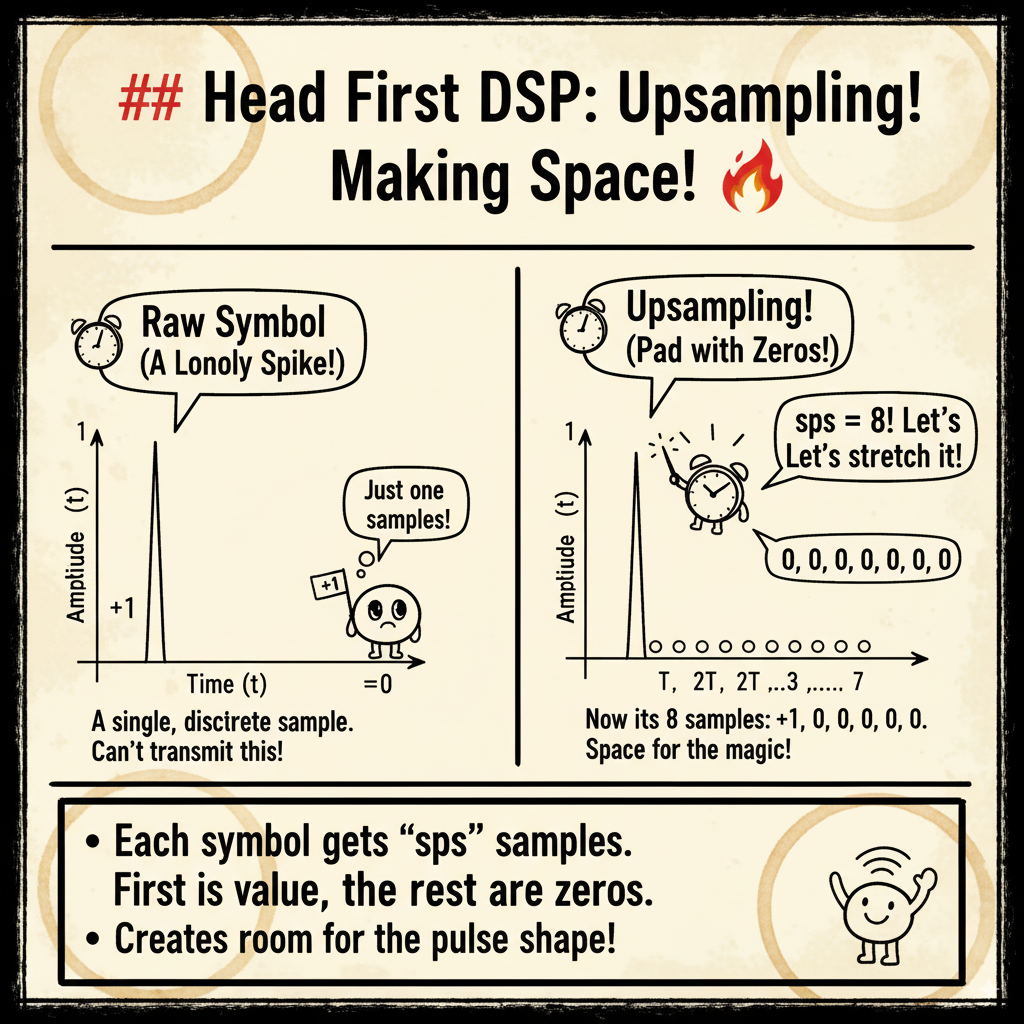 ## Head First DSP: Upsampling!
Making Space! 🔥
Raw Symbol
(A Lonoly Spike!)
1
Amptiude (t)
+1
Just one
samples!
+1
Time (t)
=0
A single, disctrete sample.
Can't transmit this!
Upsampling!
(Pad with Zeros!)
sps = 8! Let's
Let's stretch it!
0, 0, 0, 0, 0, 0, 0
1
Amptiude (t)
T, 2T, 2T ,..3 ,..... 7
Now its 8 samples: +1, 0, 0, 0, 0, 0.
Space for the magic!
• Each symbol gets “sps” samples.
First is value, the rest are zeros.
• Creates room for the pulse shape!